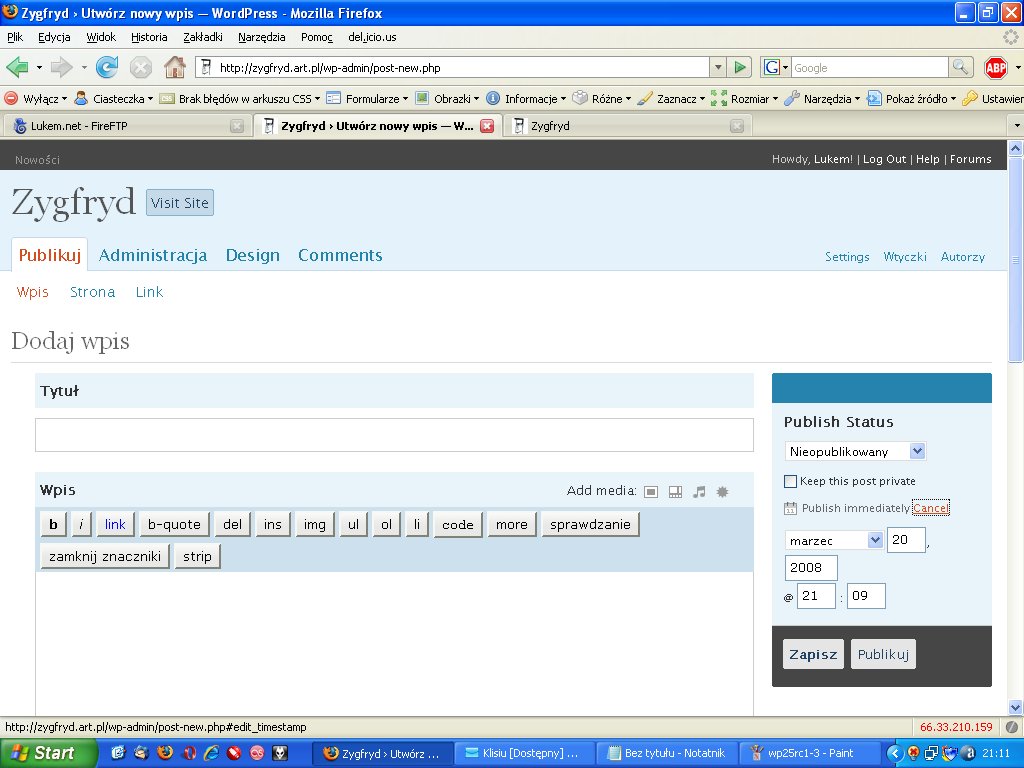 Zygfryd › Utwórz nowy wpis — WordPress - Mozilla Firefox
Plik Edycja Widok Historia Zakładki Narzędzia Pomoc del.icio.us
http://zygfryd.art.pl/wp-admin/post-new.php Google ABP
Wyłącz Ciasteczka Brak błędów w arkuszu CSS Formularze Obrazki Informacje Różne Zaznacz Rozmiar Narzędzia Pokaż źródło Ustawier
Lukem.net - FireFTP Zygfryd › Utwórz nowy wpis — W... Zygfryd
Nowości Howdy, Lukem! | Log Out | Help | Forums
Zygfryd Visit Site
Publikuj Administracja Design Comments Settings Wtyczki Autorzy
Wpis Strona Link
Dodaj wpis
Tytuł
Publish Status
Nieopublikowany
Wpis Add media: Keep this post private
Publish immediately Cancel
b i link b-quote del ins img ul ol li code more sprawdzanie
marzec 20 ,
zamknij znaczniki strip
2008
@ 21 : 09
Zapisz Publikuj
http://zygfryd.art.pl/wp-admin/post-new.php#edit_timestamp 66.33.210.159
Start Zygfryd › Utwórz ... Klisiu [Dostępny] ... Bez tytułu - Notatnik wp25rc1-3 - Paint 21:11